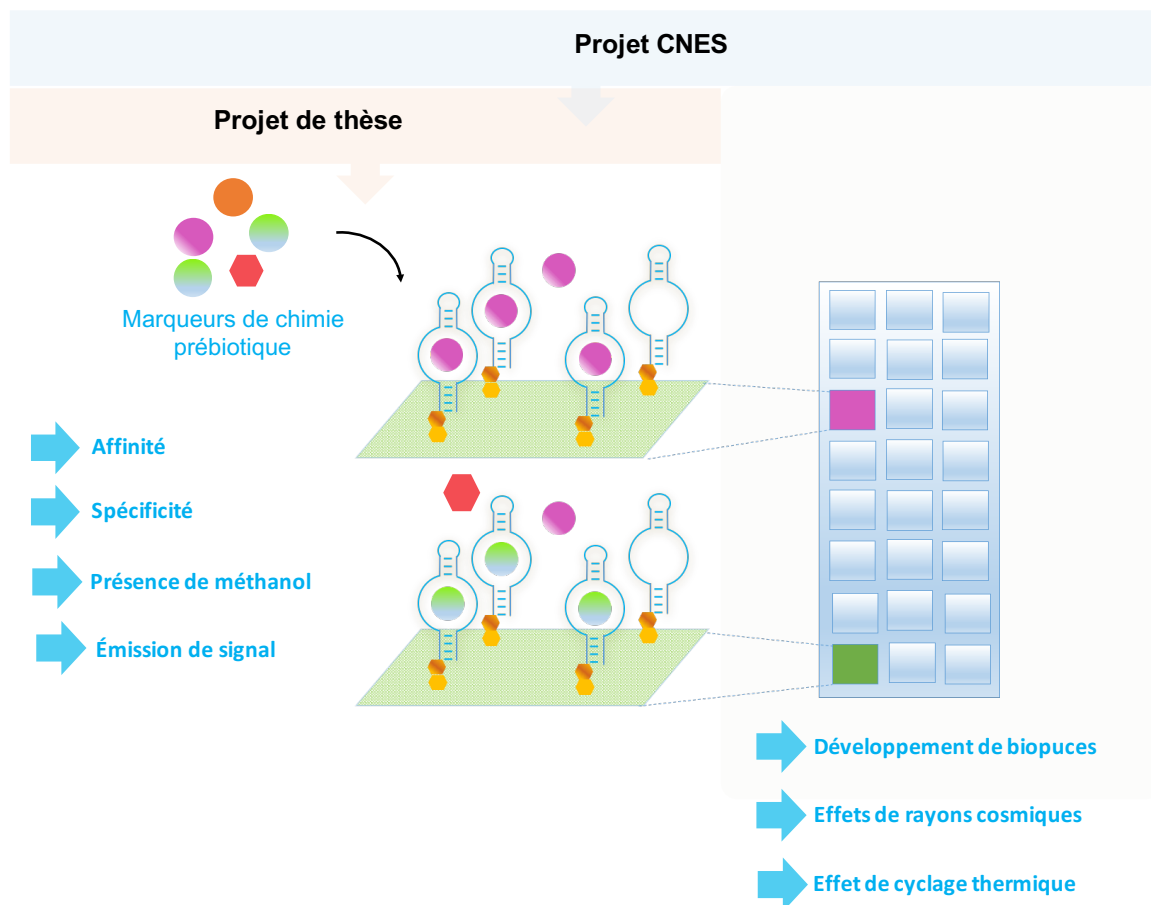 Projet CNES
Projet de thèse
Marqueurs de chimie
prébiotique
Affinité
Spécificité
Présence de méthanol
Émission de signal
Développement de biopuces
Effets de rayons cosmiques
Effet de cyclage thermique